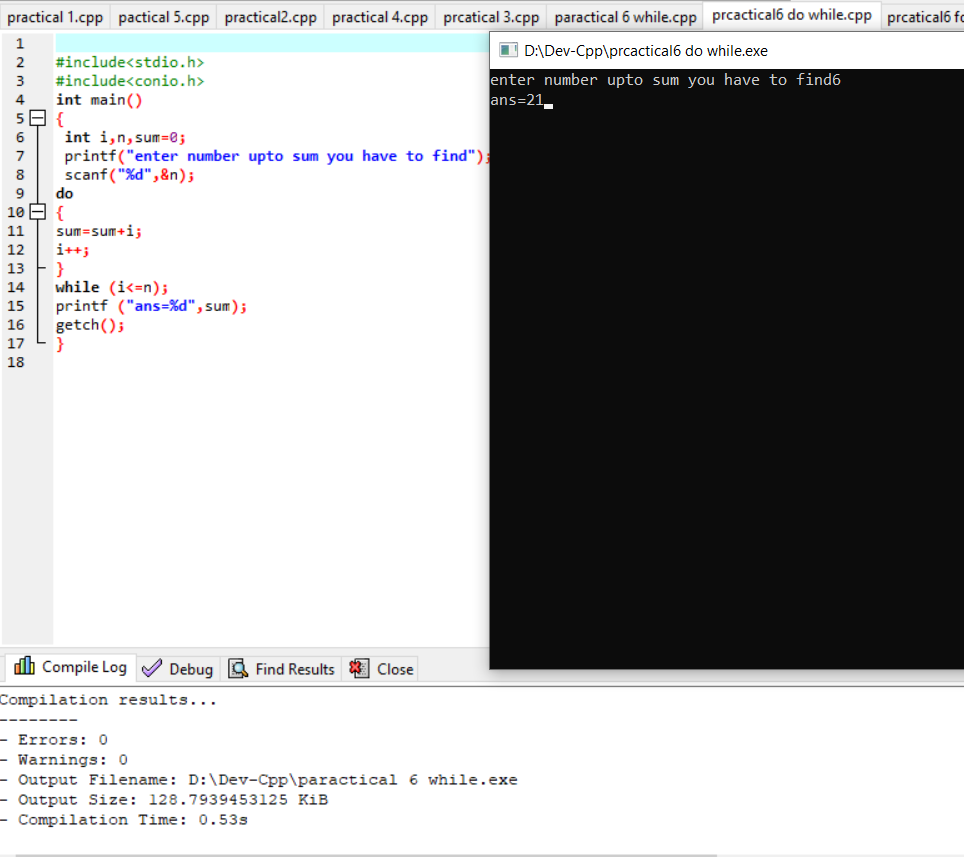 practical 1.cpp pactical 5.cpp practical2.cpp practical 4.cpp prcatical 3.cpp paractical 6 while.cpp prcactical6 do while.cpp prcatical6 fo
1
2 #include<stdio.h>
3 #include<conio.h>
4 int main()
5 {
6 int i,n,sum=0;
7 printf("enter number upto sum you have to find");
8 scanf("%d",&n);
9 do
10 {
11 sum=sum+i;
12 i++;
13 }
14 while (i<=n);
15 printf ("ans=%d",sum);
16 getch();
17 }
18
D:\Dev-Cpp\prcactical6 do while.exe
enter number upto sum you have to find6
ans=21
Compile Log Debug Find Results Close
Compilation results...
--------
- Errors: 0
- Warnings: 0
- Output Filename: D:\Dev-Cpp\paractical 6 while.exe
- Output Size: 128.7939453125 KiB
- Compilation Time: 0.53s